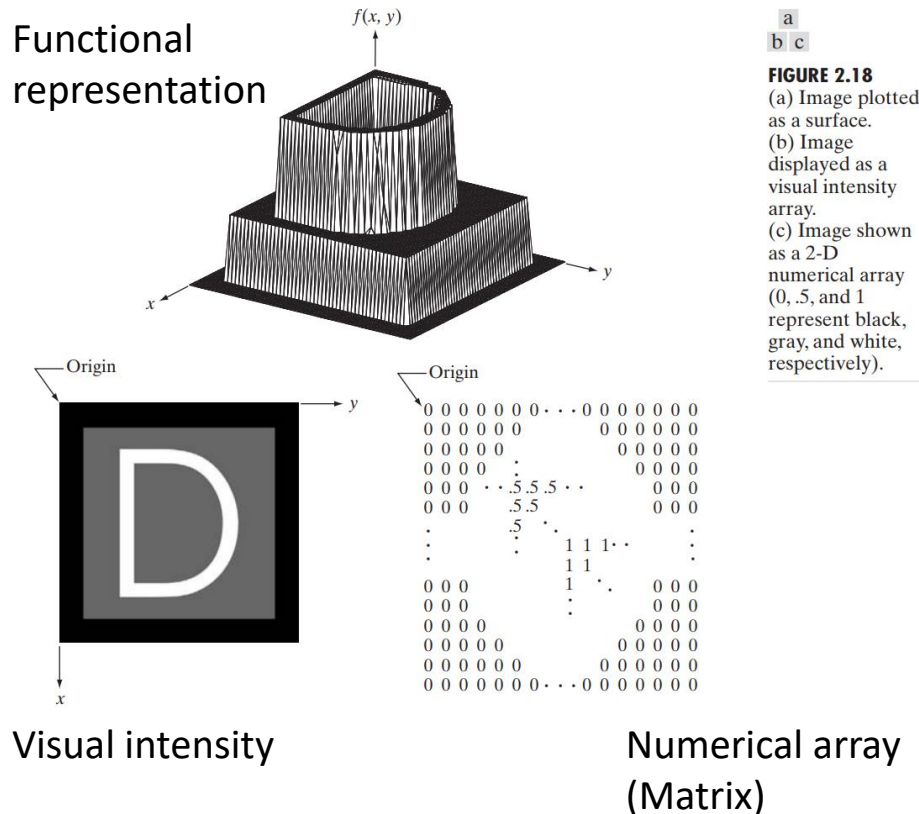 Functional
representation
f(x, y)
x
y
a
b c
FIGURE 2.18
(a) Image plotted
as a surface.
(b) Image
displayed as a
visual intensity
array.
(c) Image shown
as a 2-D
numerical array
(0, .5, and 1
represent black,
gray, and white,
respectively).
Origin
y
D
x
Origin
0 0 0 0 0 0 0 · · · 0 0 0 0 0 0 0
0 0 0 0 0 0 0 0 0 0 0 0
0 0 0 0 0 0 0 0 0 0
0 0 0 0 0 0 0 0
0 0 0 · · .5 .5 .5 · · 0 0 0
0 0 0 .5 .5 0 0 0
.5
1 1 1 · ·
1 1
0 0 0 1 0 0 0
0 0 0 0 0 0
0 0 0 0 0 0 0 0
0 0 0 0 0 0 0 0 0 0
0 0 0 0 0 0 0 0 0 0 0 0
0 0 0 0 0 0 0 · · · 0 0 0 0 0 0 0
Visual intensity
Numerical array
(Matrix)